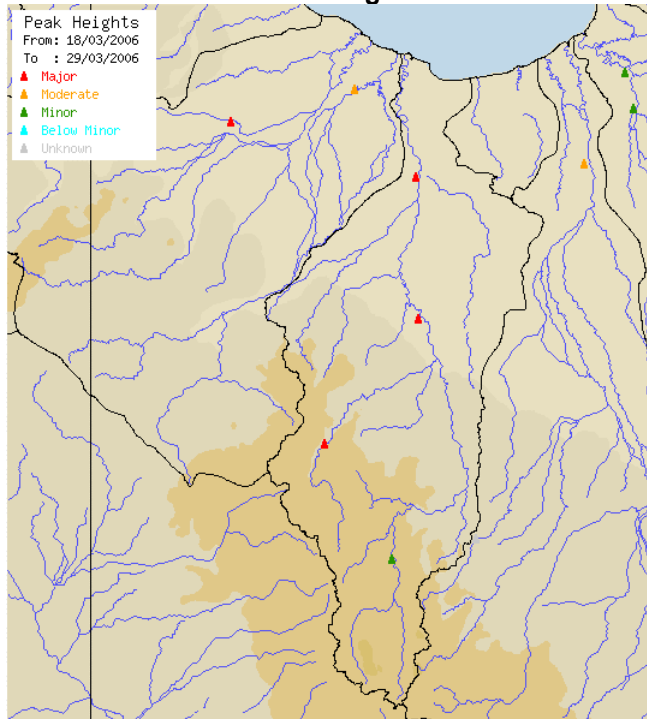 Peak Heights
From: 18/03/2006
To  : 29/03/2006
Major
Moderate
Minor
Below Minor
Unknown